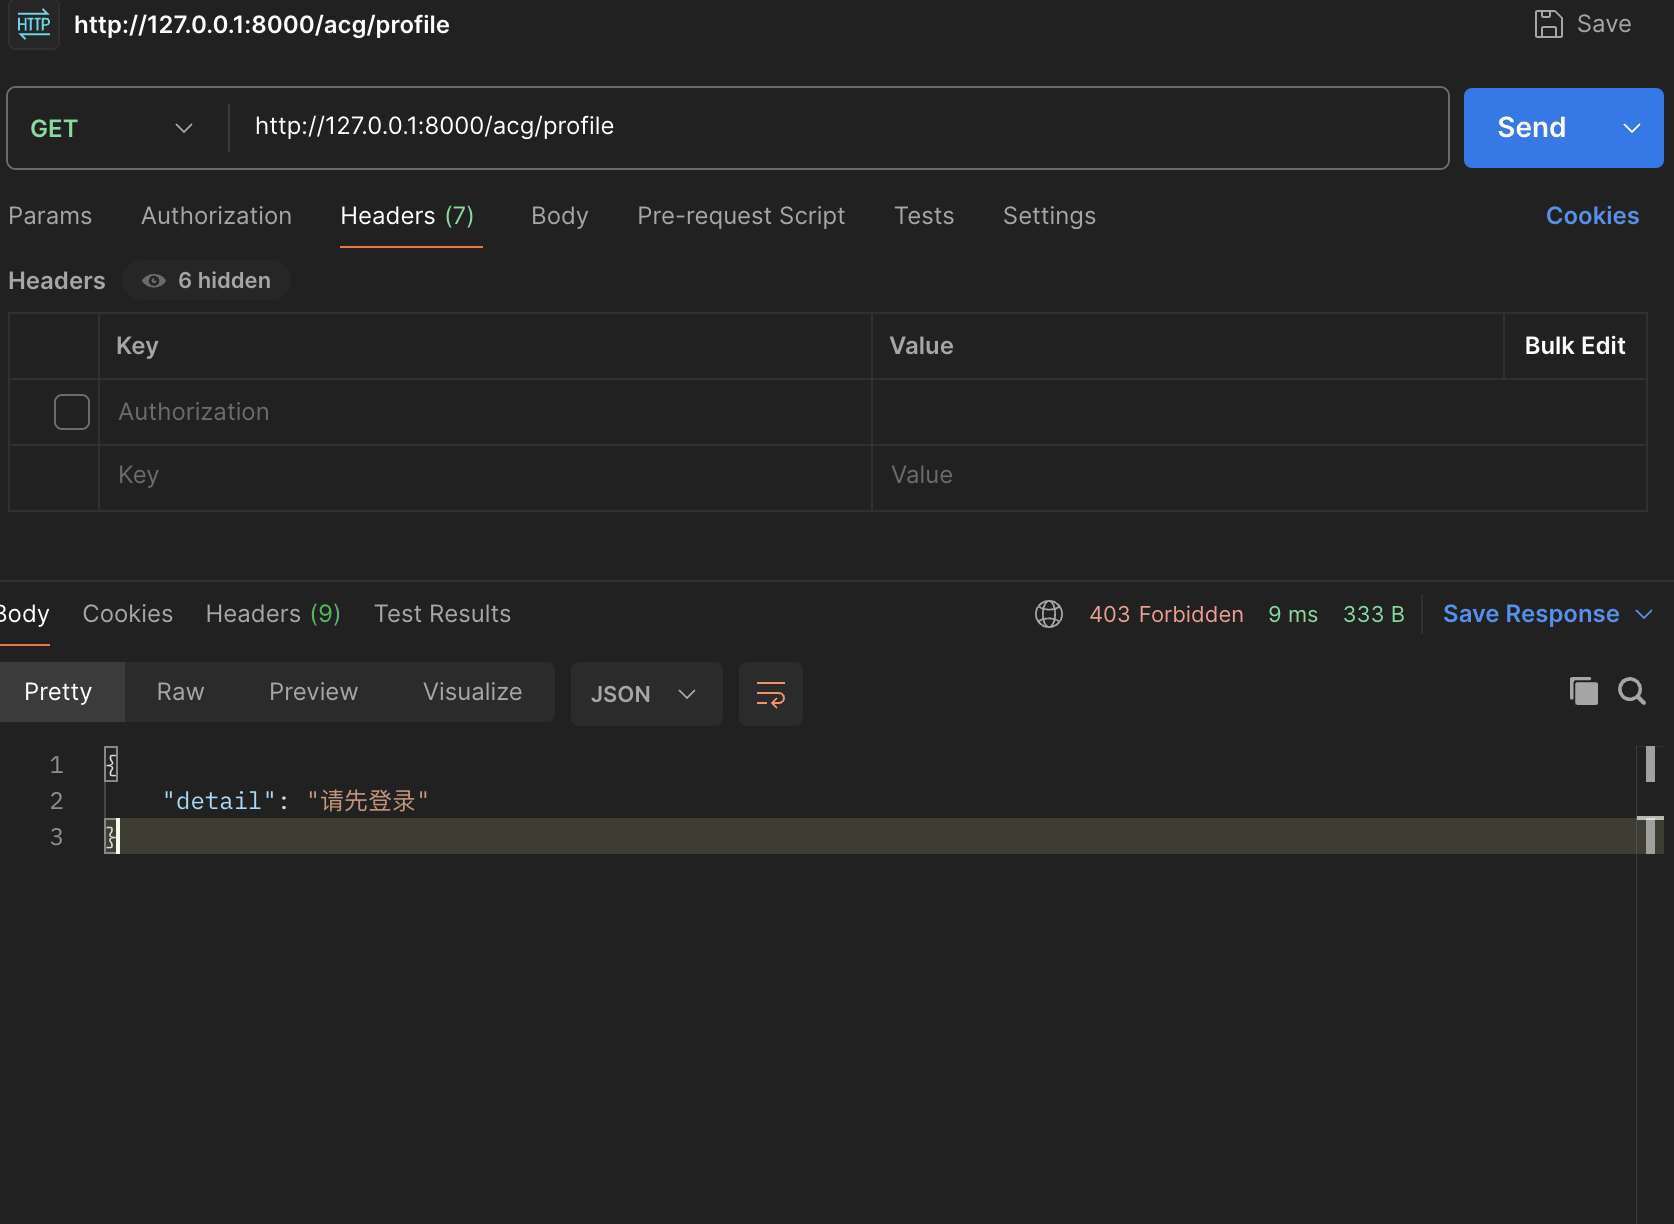 HTTP http://127.0.0.1:8000/acg/profile Save
GET http://127.0.0.1:8000/acg/profile Send
Params Authorization Headers (7) Body Pre-request Script Tests Settings Cookies
Headers 6 hidden
Key Value Bulk Edit
Authorization
Key Value
Body Cookies Headers (9) Test Results 403 Forbidden 9 ms 333 B Save Response
Pretty Raw Preview Visualize JSON
1 {
2 "detail": "请先登录"
3 }